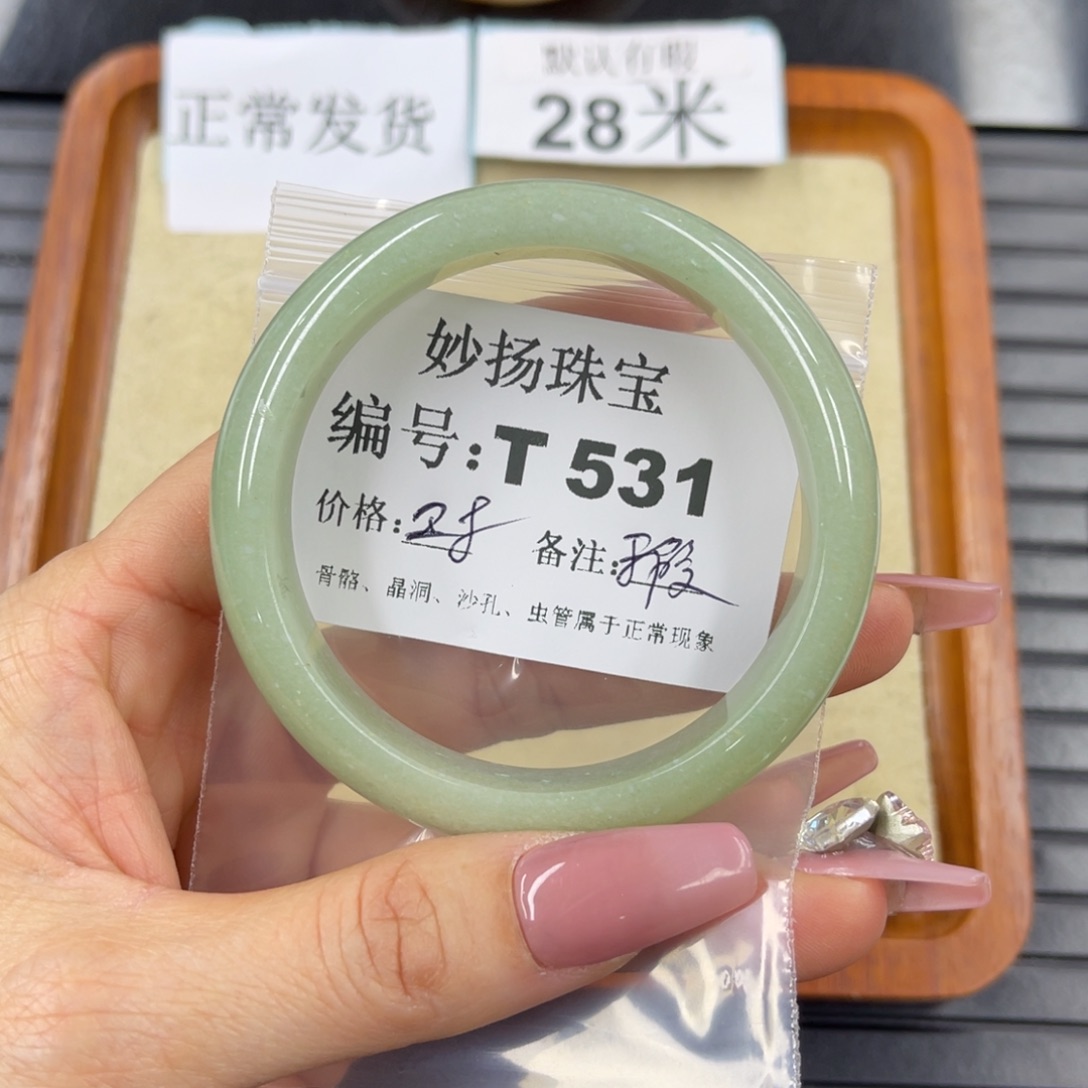 正常发货
默认有暇
28米
妙扬珠宝
编号:T 531
价格:
备注:
骨骼、晶洞、沙孔、虫管属于正常现象